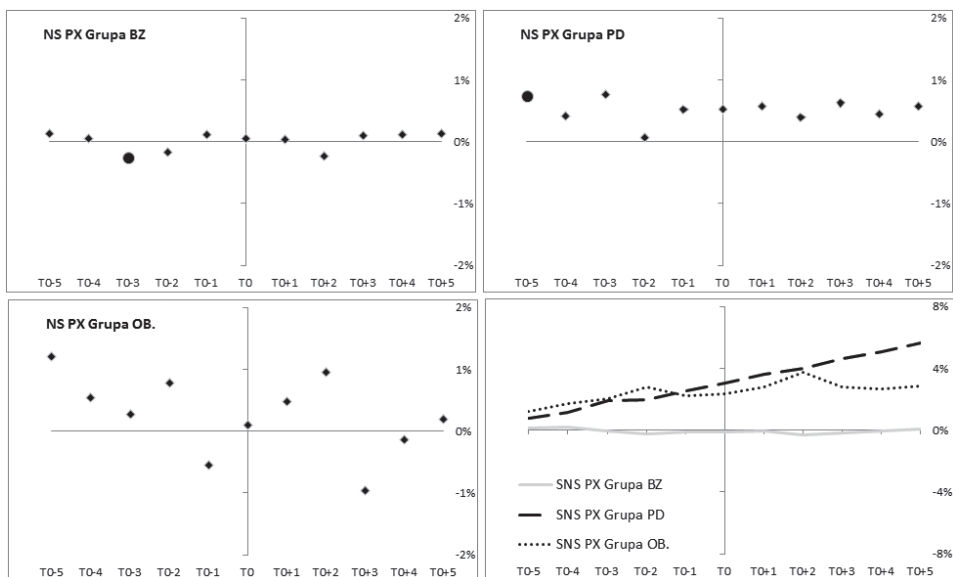 NS PX Grupa BZ
2%
1%
0%
-1%
-2%
T0-5 T0-4 T0-3 T0-2 T0-1 T0 T0+1 T0+2 T0+3 T0+4 T0+5
NS PX Grupa PD
2%
1%
0%
-1%
-2%
T0-5 T0-4 T0-3 T0-2 T0-1 T0 T0+1 T0+2 T0+3 T0+4 T0+5
NS PX Grupa OB.
2%
1%
0%
-1%
-2%
T0-5 T0-4 T0-3 T0-2 T0-1 T0 T0+1 T0+2 T0+3 T0+4 T0+5
8%
4%
0%
-4%
-8%
SNS PX Grupa BZ
SNS PX Grupa PD
SNS PX Grupa OB.
T0-5 T0-4 T0-3 T0-2 T0-1 T0 T0+1 T0+2 T0+3 T0+4 T0+5